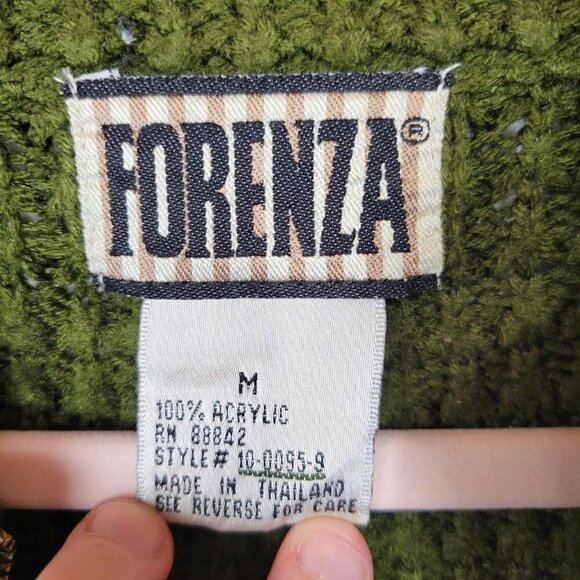 FORENZA®
M
100% ACRYLIC
RN 88842
STYLE# 10-0095-9
MADE IN THAILAND
SEE REVERSE FOR CARE